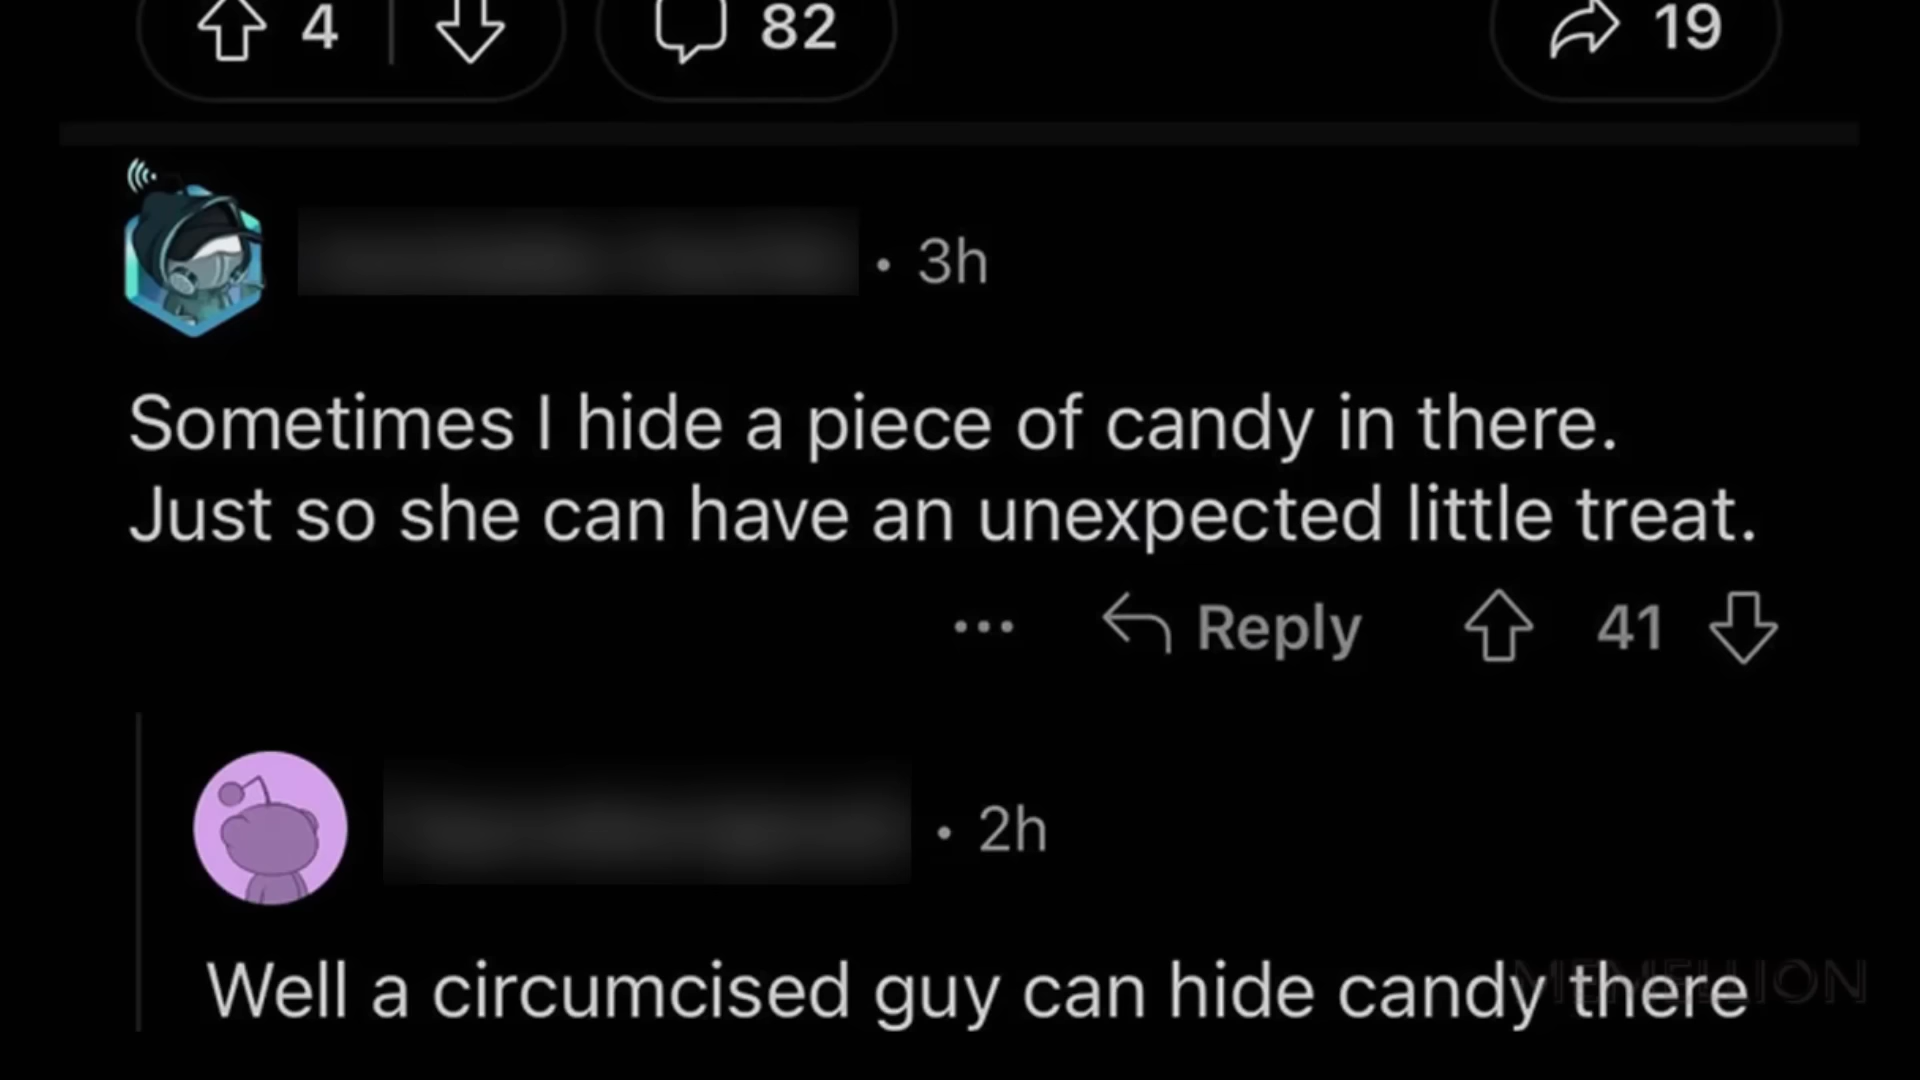 4
82
19
• 3h
Sometimes I hide a piece of candy in there.
Just so she can have an unexpected little treat.
... Reply 41
• 2h
Well a circumcised guy can hide candy there
MEMELLION